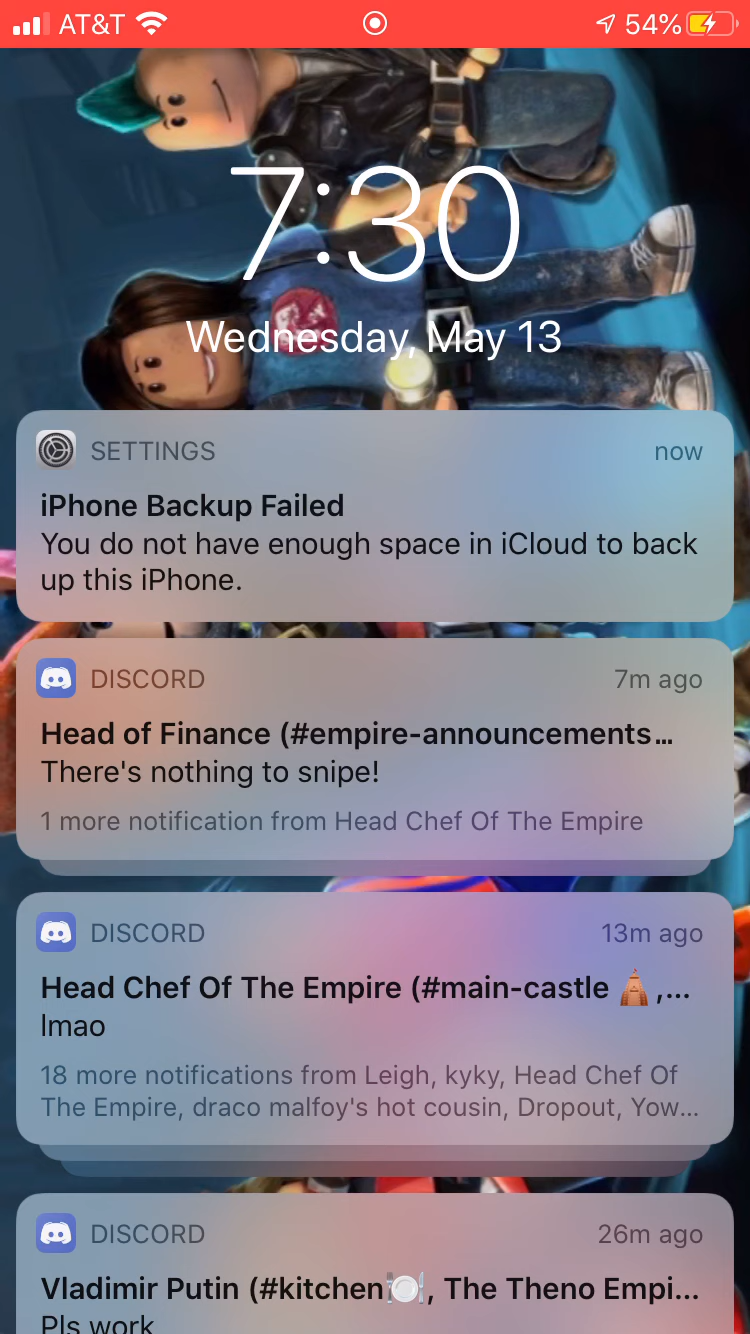 AT&T 54%
7:30
Wednesday, May 13
SETTINGS now
iPhone Backup Failed
You do not have enough space in iCloud to back
up this iPhone.
DISCORD 7m ago
Head of Finance (#empire-announcements…
There's nothing to snipe!
1 more notification from Head Chef Of The Empire
DISCORD 13m ago
Head Chef Of The Empire (#main-castle 🛕,…
lmao
18 more notifications from Leigh, kyky, Head Chef Of
The Empire, draco malfoy's hot cousin, Dropout, Yow…
DISCORD 26m ago
Vladimir Putin (#kitchen🍽, The Theno Empi…
Pls work